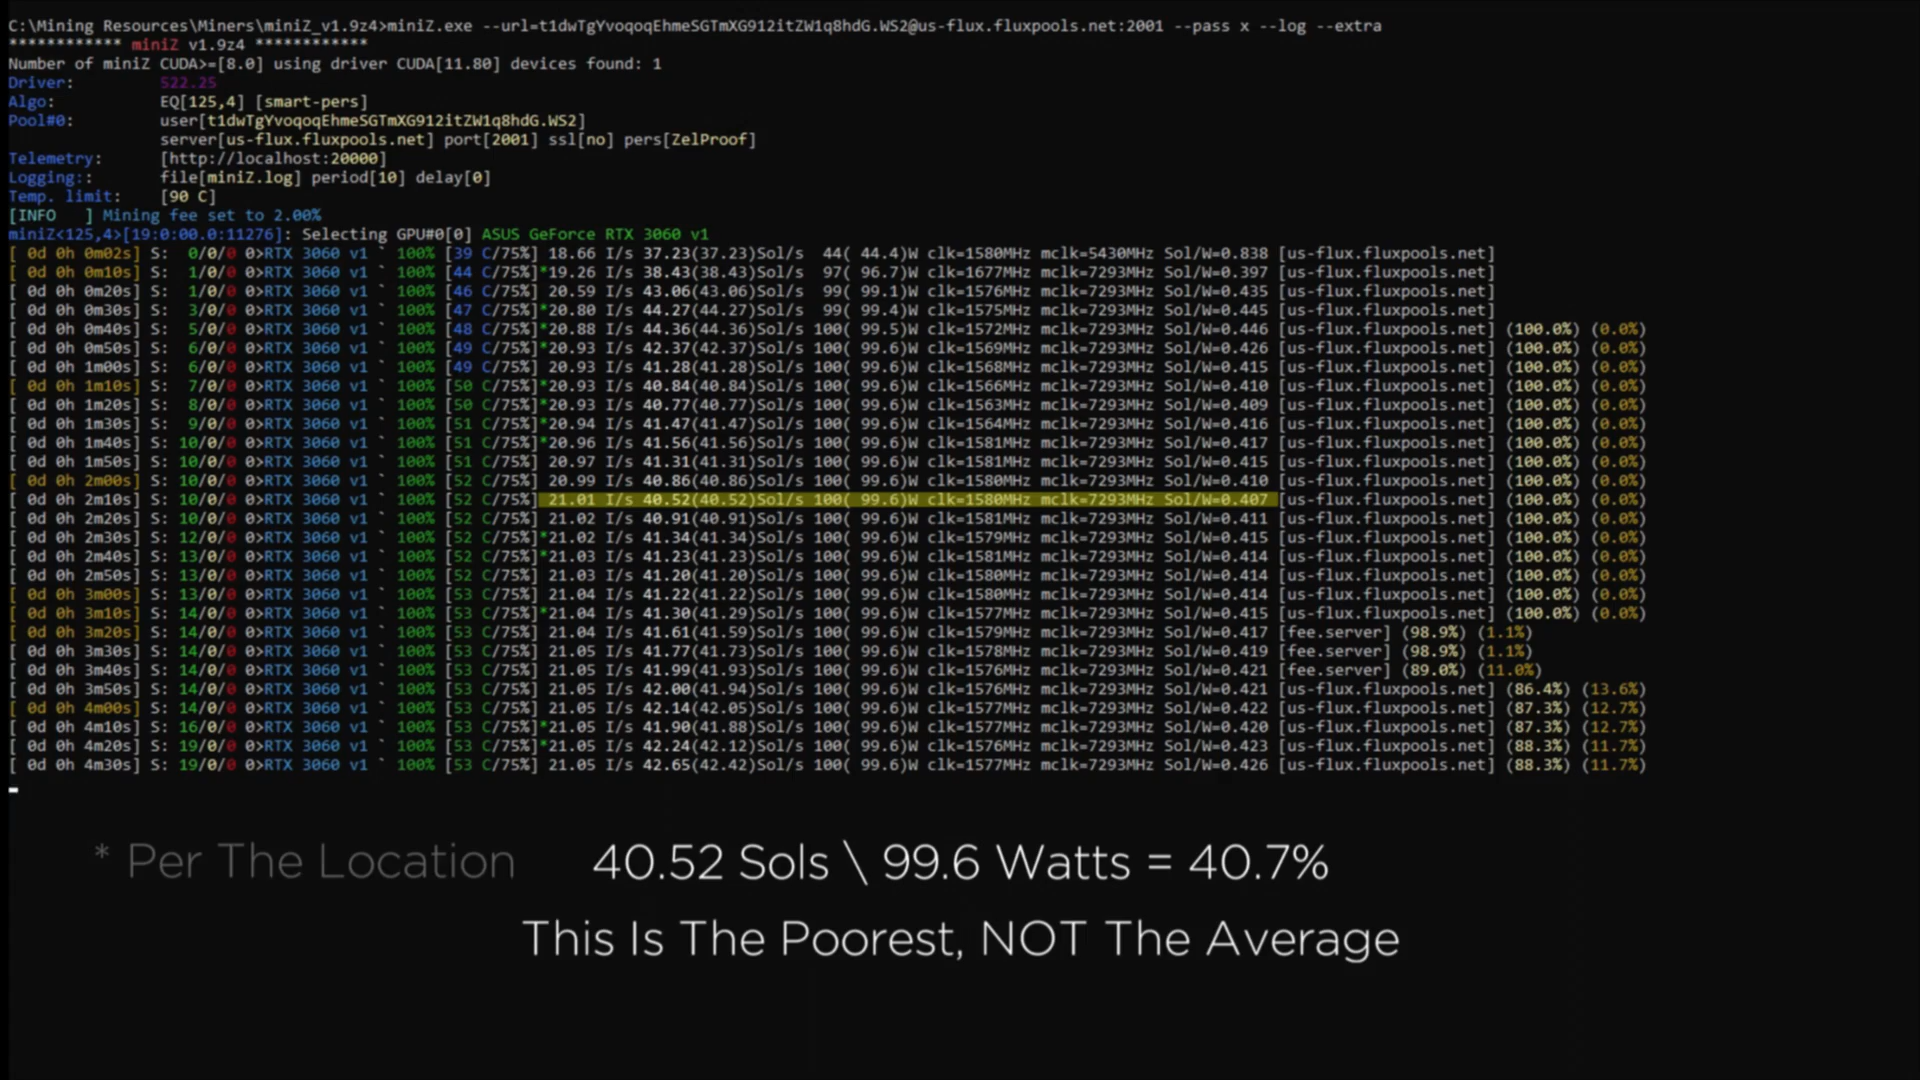 C:\Mining Resources\Miners\miniZ_v1.9z4>miniZ.exe --url=t1dwTgYvoqoqEhmeSGTmXG912itZW1q8hdG.WS2@us-flux.fluxpools.net:2001 --pass x --log --extra
************ miniZ v1.9z4 ************
Number of miniZ CUDA>=[8.0] using driver CUDA[11.80] devices found: 1
Driver: 522.25
Algo: EQ[125,4] [smart-pers]
Pool#0: user[t1dwTgYvoqoqEhmeSGTmXG912itZW1q8hdG.WS2]
server[us-flux.fluxpools.net] port[2001] ssl[no] pers[ZelProof]
Telemetry: [http://localhost:20000]
Logging:: file[miniZ.log] period[10] delay[0]
Temp. limit: [90 C]
[INFO   ] Mining fee set to 2.00%
miniZ<125,4>[19:0:00.0:11276]: Selecting GPU#0[0] ASUS GeForce RTX 3060 v1
[ 0d 0h 0m02s] S: 0/0/0 0>RTX 3060 v1 ` 100% [39 C/75%] 18.66 I/s 37.23(37.23)Sol/s 44( 44.4)W clk=1580MHz mclk=5430MHz Sol/W=0.838 [us-flux.fluxpools.net]
[ 0d 0h 0m10s] S: 1/0/0 0>RTX 3060 v1 ` 100% [44 C/75%]*19.26 I/s 38.43(38.43)Sol/s 97( 96.7)W clk=1677MHz mclk=7293MHz Sol/W=0.397 [us-flux.fluxpools.net]
[ 0d 0h 0m20s] S: 1/0/0 0>RTX 3060 v1 ` 100% [46 C/75%] 20.59 I/s 43.06(43.06)Sol/s 99( 99.1)W clk=1576MHz mclk=7293MHz Sol/W=0.435 [us-flux.fluxpools.net]
[ 0d 0h 0m30s] S: 3/0/0 0>RTX 3060 v1 ` 100% [47 C/75%]*20.80 I/s 44.27(44.27)Sol/s 99( 99.4)W clk=1575MHz mclk=7293MHz Sol/W=0.445 [us-flux.fluxpools.net]
[ 0d 0h 0m40s] S: 5/0/0 0>RTX 3060 v1 ` 100% [48 C/75%]*20.88 I/s 44.36(44.36)Sol/s 100( 99.5)W clk=1572MHz mclk=7293MHz Sol/W=0.446 [us-flux.fluxpools.net] (100.0%) (0.0%)
[ 0d 0h 0m50s] S: 6/0/0 0>RTX 3060 v1 ` 100% [49 C/75%]*20.93 I/s 42.37(42.37)Sol/s 100( 99.6)W clk=1569MHz mclk=7293MHz Sol/W=0.426 [us-flux.fluxpools.net] (100.0%) (0.0%)
[ 0d 0h 1m00s] S: 6/0/0 0>RTX 3060 v1 ` 100% [49 C/75%] 20.93 I/s 41.28(41.28)Sol/s 100( 99.6)W clk=1568MHz mclk=7293MHz Sol/W=0.415 [us-flux.fluxpools.net] (100.0%) (0.0%)
[ 0d 0h 1m10s] S: 7/0/0 0>RTX 3060 v1 ` 100% [50 C/75%]*20.93 I/s 40.84(40.84)Sol/s 100( 99.6)W clk=1566MHz mclk=7293MHz Sol/W=0.410 [us-flux.fluxpools.net] (100.0%) (0.0%)
[ 0d 0h 1m20s] S: 8/0/0 0>RTX 3060 v1 ` 100% [50 C/75%]*20.93 I/s 40.77(40.77)Sol/s 100( 99.6)W clk=1563MHz mclk=7293MHz Sol/W=0.409 [us-flux.fluxpools.net] (100.0%) (0.0%)
[ 0d 0h 1m30s] S: 9/0/0 0>RTX 3060 v1 ` 100% [51 C/75%]*20.94 I/s 41.47(41.47)Sol/s 100( 99.6)W clk=1564MHz mclk=7293MHz Sol/W=0.416 [us-flux.fluxpools.net] (100.0%) (0.0%)
[ 0d 0h 1m40s] S: 10/0/0 0>RTX 3060 v1 ` 100% [51 C/75%]*20.96 I/s 41.56(41.56)Sol/s 100( 99.6)W clk=1581MHz mclk=7293MHz Sol/W=0.417 [us-flux.fluxpools.net] (100.0%) (0.0%)
[ 0d 0h 1m50s] S: 10/0/0 0>RTX 3060 v1 ` 100% [51 C/75%] 20.97 I/s 41.31(41.31)Sol/s 100( 99.6)W clk=1581MHz mclk=7293MHz Sol/W=0.415 [us-flux.fluxpools.net] (100.0%) (0.0%)
[ 0d 0h 2m00s] S: 10/0/0 0>RTX 3060 v1 ` 100% [52 C/75%] 20.99 I/s 40.86(40.86)Sol/s 100( 99.6)W clk=1580MHz mclk=7293MHz Sol/W=0.410 [us-flux.fluxpools.net] (100.0%) (0.0%)
[ 0d 0h 2m10s] S: 10/0/0 0>RTX 3060 v1 ` 100% [52 C/75%] 21.01 I/s 40.52(40.52)Sol/s 100( 99.6)W clk=1580MHz mclk=7293MHz Sol/W=0.407 [us-flux.fluxpools.net] (100.0%) (0.0%)
[ 0d 0h 2m20s] S: 10/0/0 0>RTX 3060 v1 ` 100% [52 C/75%] 21.02 I/s 40.91(40.91)Sol/s 100( 99.6)W clk=1581MHz mclk=7293MHz Sol/W=0.411 [us-flux.fluxpools.net] (100.0%) (0.0%)
[ 0d 0h 2m30s] S: 12/0/0 0>RTX 3060 v1 ` 100% [52 C/75%]*21.02 I/s 41.34(41.34)Sol/s 100( 99.6)W clk=1579MHz mclk=7293MHz Sol/W=0.415 [us-flux.fluxpools.net] (100.0%) (0.0%)
[ 0d 0h 2m40s] S: 13/0/0 0>RTX 3060 v1 ` 100% [52 C/75%]*21.03 I/s 41.23(41.23)Sol/s 100( 99.6)W clk=1581MHz mclk=7293MHz Sol/W=0.414 [us-flux.fluxpools.net] (100.0%) (0.0%)
[ 0d 0h 2m50s] S: 13/0/0 0>RTX 3060 v1 ` 100% [52 C/75%] 21.03 I/s 41.20(41.20)Sol/s 100( 99.6)W clk=1580MHz mclk=7293MHz Sol/W=0.414 [us-flux.fluxpools.net] (100.0%) (0.0%)
[ 0d 0h 3m00s] S: 13/0/0 0>RTX 3060 v1 ` 100% [53 C/75%] 21.04 I/s 41.22(41.22)Sol/s 100( 99.6)W clk=1580MHz mclk=7293MHz Sol/W=0.414 [us-flux.fluxpools.net] (100.0%) (0.0%)
[ 0d 0h 3m10s] S: 14/0/0 0>RTX 3060 v1 ` 100% [53 C/75%]*21.04 I/s 41.30(41.29)Sol/s 100( 99.6)W clk=1577MHz mclk=7293MHz Sol/W=0.415 [us-flux.fluxpools.net] (100.0%) (0.0%)
[ 0d 0h 3m20s] S: 14/0/0 0>RTX 3060 v1 ` 100% [53 C/75%] 21.04 I/s 41.61(41.59)Sol/s 100( 99.6)W clk=1579MHz mclk=7293MHz Sol/W=0.417 [fee.server] (98.9%) (1.1%)
[ 0d 0h 3m30s] S: 14/0/0 0>RTX 3060 v1 ` 100% [53 C/75%] 21.05 I/s 41.77(41.73)Sol/s 100( 99.6)W clk=1578MHz mclk=7293MHz Sol/W=0.419 [fee.server] (98.9%) (1.1%)
[ 0d 0h 3m40s] S: 14/0/0 0>RTX 3060 v1 ` 100% [53 C/75%] 21.05 I/s 41.99(41.93)Sol/s 100( 99.6)W clk=1576MHz mclk=7293MHz Sol/W=0.421 [fee.server] (89.0%) (11.0%)
[ 0d 0h 3m50s] S: 14/0/0 0>RTX 3060 v1 ` 100% [53 C/75%] 21.05 I/s 42.00(41.94)Sol/s 100( 99.6)W clk=1576MHz mclk=7293MHz Sol/W=0.421 [us-flux.fluxpools.net] (86.4%) (13.6%)
[ 0d 0h 4m00s] S: 14/0/0 0>RTX 3060 v1 ` 100% [53 C/75%] 21.05 I/s 42.14(42.05)Sol/s 100( 99.6)W clk=1577MHz mclk=7293MHz Sol/W=0.422 [us-flux.fluxpools.net] (87.3%) (12.7%)
[ 0d 0h 4m10s] S: 16/0/0 0>RTX 3060 v1 ` 100% [53 C/75%]*21.05 I/s 41.90(41.88)Sol/s 100( 99.6)W clk=1577MHz mclk=7293MHz Sol/W=0.420 [us-flux.fluxpools.net] (87.3%) (12.7%)
[ 0d 0h 4m20s] S: 19/0/0 0>RTX 3060 v1 ` 100% [53 C/75%]*21.05 I/s 42.24(42.12)Sol/s 100( 99.6)W clk=1576MHz mclk=7293MHz Sol/W=0.423 [us-flux.fluxpools.net] (88.3%) (11.7%)
[ 0d 0h 4m30s] S: 19/0/0 0>RTX 3060 v1 ` 100% [53 C/75%] 21.05 I/s 42.65(42.42)Sol/s 100( 99.6)W clk=1577MHz mclk=7293MHz Sol/W=0.426 [us-flux.fluxpools.net] (88.3%) (11.7%)
* Per The Location
40.52 Sols \ 99.6 Watts = 40.7%
This Is The Poorest, NOT The Average